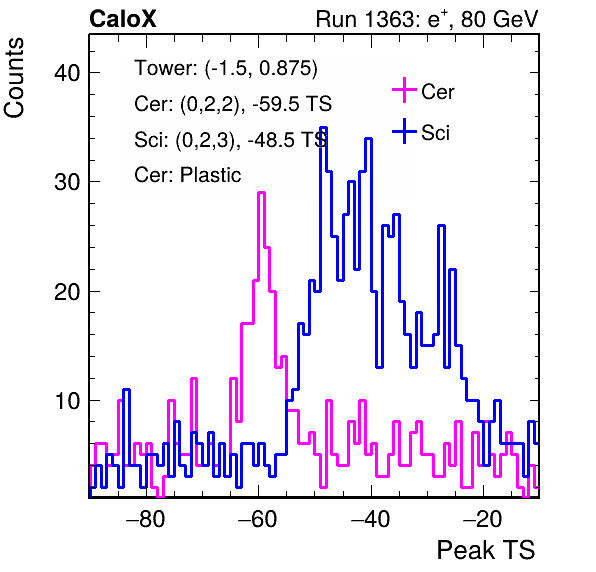 CaloX Run 1363: e+, 80 GeV
Counts
Tower: (-1.5, 0.875)
Cer: (0,2,2), -59.5 TS
Sci: (0,2,3), -48.5 TS
Cer: Plastic
Cer
Sci
40
30
20
10
−80 −60 −40 −20
Peak TS